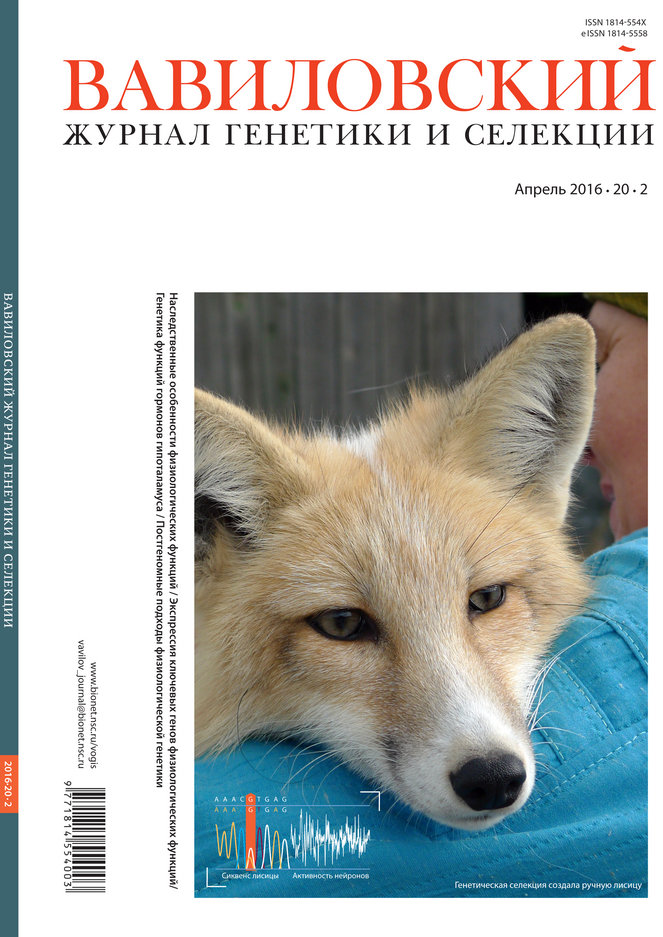 ISSN 1814-554X
eISSN 1814-5558
ВАВИЛОВСКИЙ
ЖУРНАЛ ГЕНЕТИКИ И СЕЛЕКЦИИ
Апрель 2016 • 20 • 2
Наследственные особенности физиологических функций / Экспрессия ключевых генов физиологических функций/
Генетика функций гормонов гипоталамуса / Постгеномные подходы физиологической генетики
www.bionet.nsc.ru/vogis
vavilov_journal@bionet.nsc.ru
9 771814 554003
ВАВИЛОВСКИЙ ЖУРНАЛ ГЕНЕТИКИ И СЕЛЕКЦИИ
2016•20•2
A A A C G T G A G
A A A G G A G
Сиквенс лисицы Активность нейронов
Генетическая селекция создала ручную лисицу